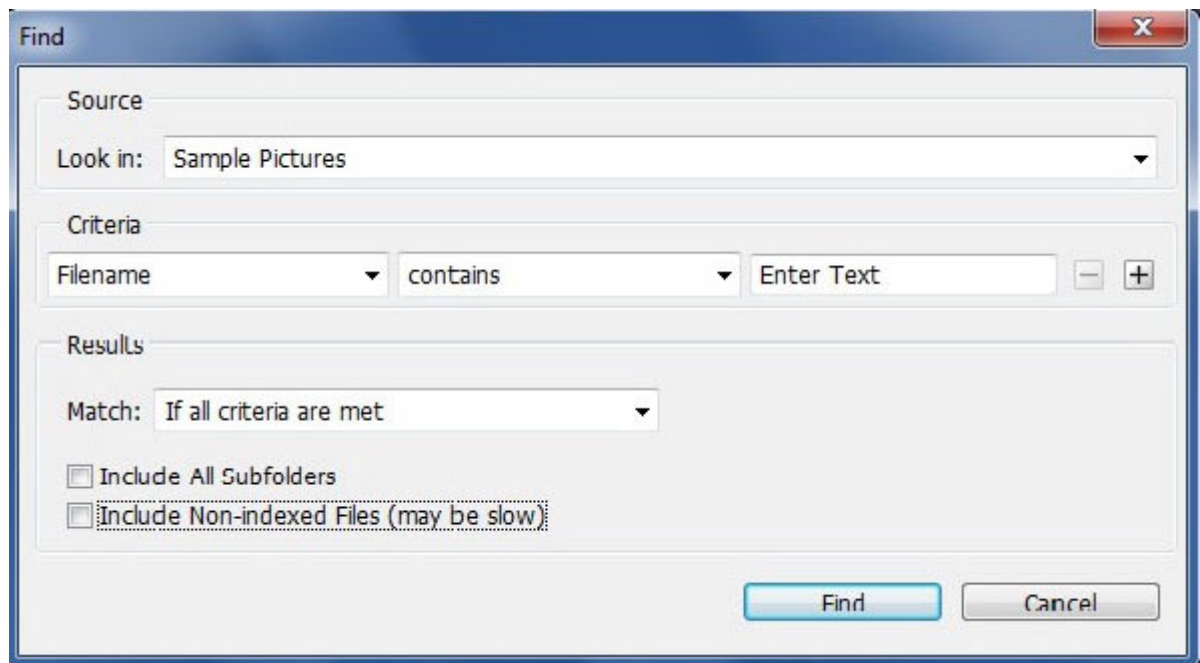 Find
Source
Look in: Sample Pictures
Criteria
Filename contains Enter Text
Results
Match: If all criteria are met
Include All Subfolders
Include Non-indexed Files (may be slow)
Find Cancel